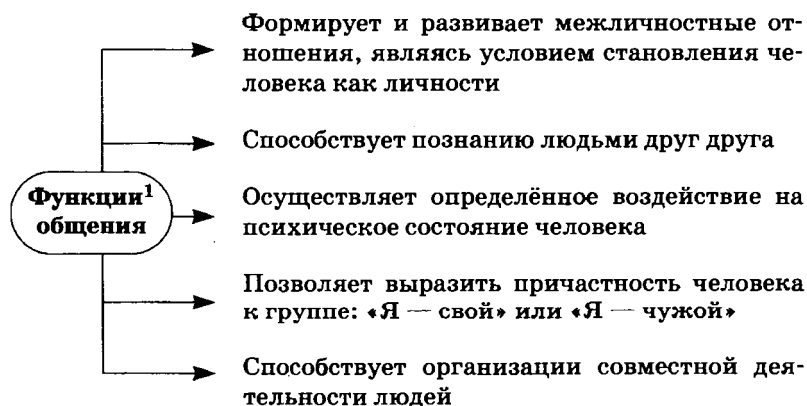 Формирует и развивает межличностные от-
ношения, являясь условием становления че-
ловека как личности
Способствует познанию людьми друг друга
Функции¹
общения
Осуществляет определённое воздействие на
психическое состояние человека
Позволяет выразить причастность человека
к группе: «Я — свой» или «Я — чужой»
Способствует организации совместной дея-
тельности людей